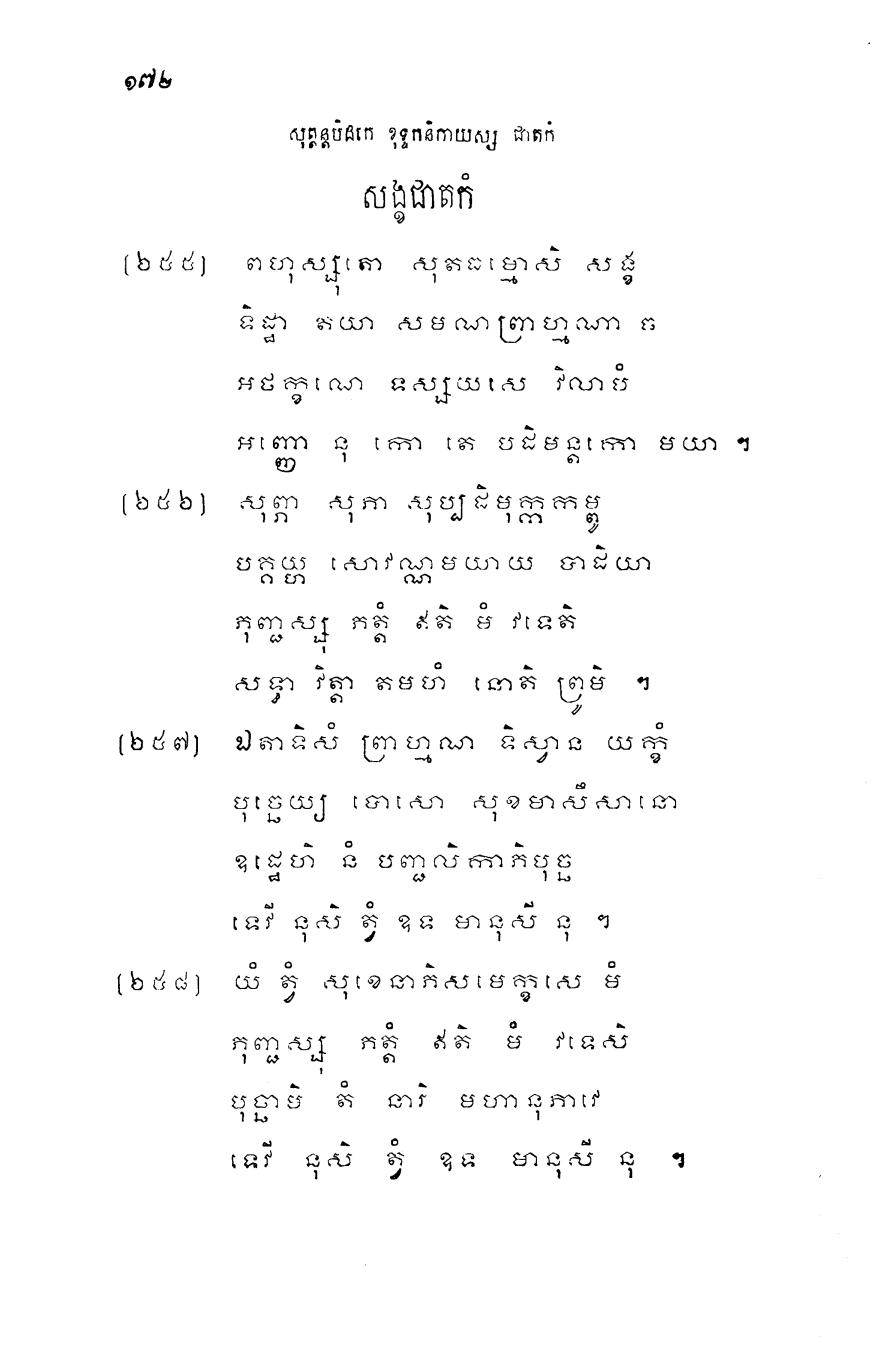 ១៧២
សុត្តន្តបិដកេ ខុទ្ទកនិកាយស្ស ជាតកំ
សង្ខជាតកំ
(២៥៥) ពហុស្សុតោ សុតធម្មោសិ សង្ខ
ទិដ្ឋា តយា សមណព្រាហ្មណា ច
អថក្ខណេ ទស្សយសេ វិលាបំ
អញ្ញោ នុ កោ តេ បដិមន្តកោ មយា ។
(២៥៦) សុព្ភា សុភា សុប្បដិមុក្កកម្ពូ
បគ្គយ្ហ សោវណ្ណមយាយ បាដិយា
ភុញ្ជស្សុ ភត្តំ ឥតិ មំ វទេតិ
សទ្ធា វិត្តា តមហំ នោតិ ព្រូមិ ។
(២៥៧) ឯតាទិសំ ព្រាហ្មណ ទិស្វាន យក្ខំ
បុច្ឆេយ្យ បោសោ សុខមាសឹសានោ
ឧដ្ឋេហិ នំ បញ្ជលិកាភិបុច្ឆ
ទេវី នុសិ ត្វំ ឧទ មានុសី នុ ។
(២៥៨) យំ ត្វំ សុខេនាភិសមេក្ខសេ មំ
ភុញ្ជស្សុ ភត្តំ ឥតិ មំ វទេសិ
បុច្ឆាមិ តំ នារិ មហានុភាវេ
ទេវី នុសិ ត្វំ ឧទ មានុសី នុ ។